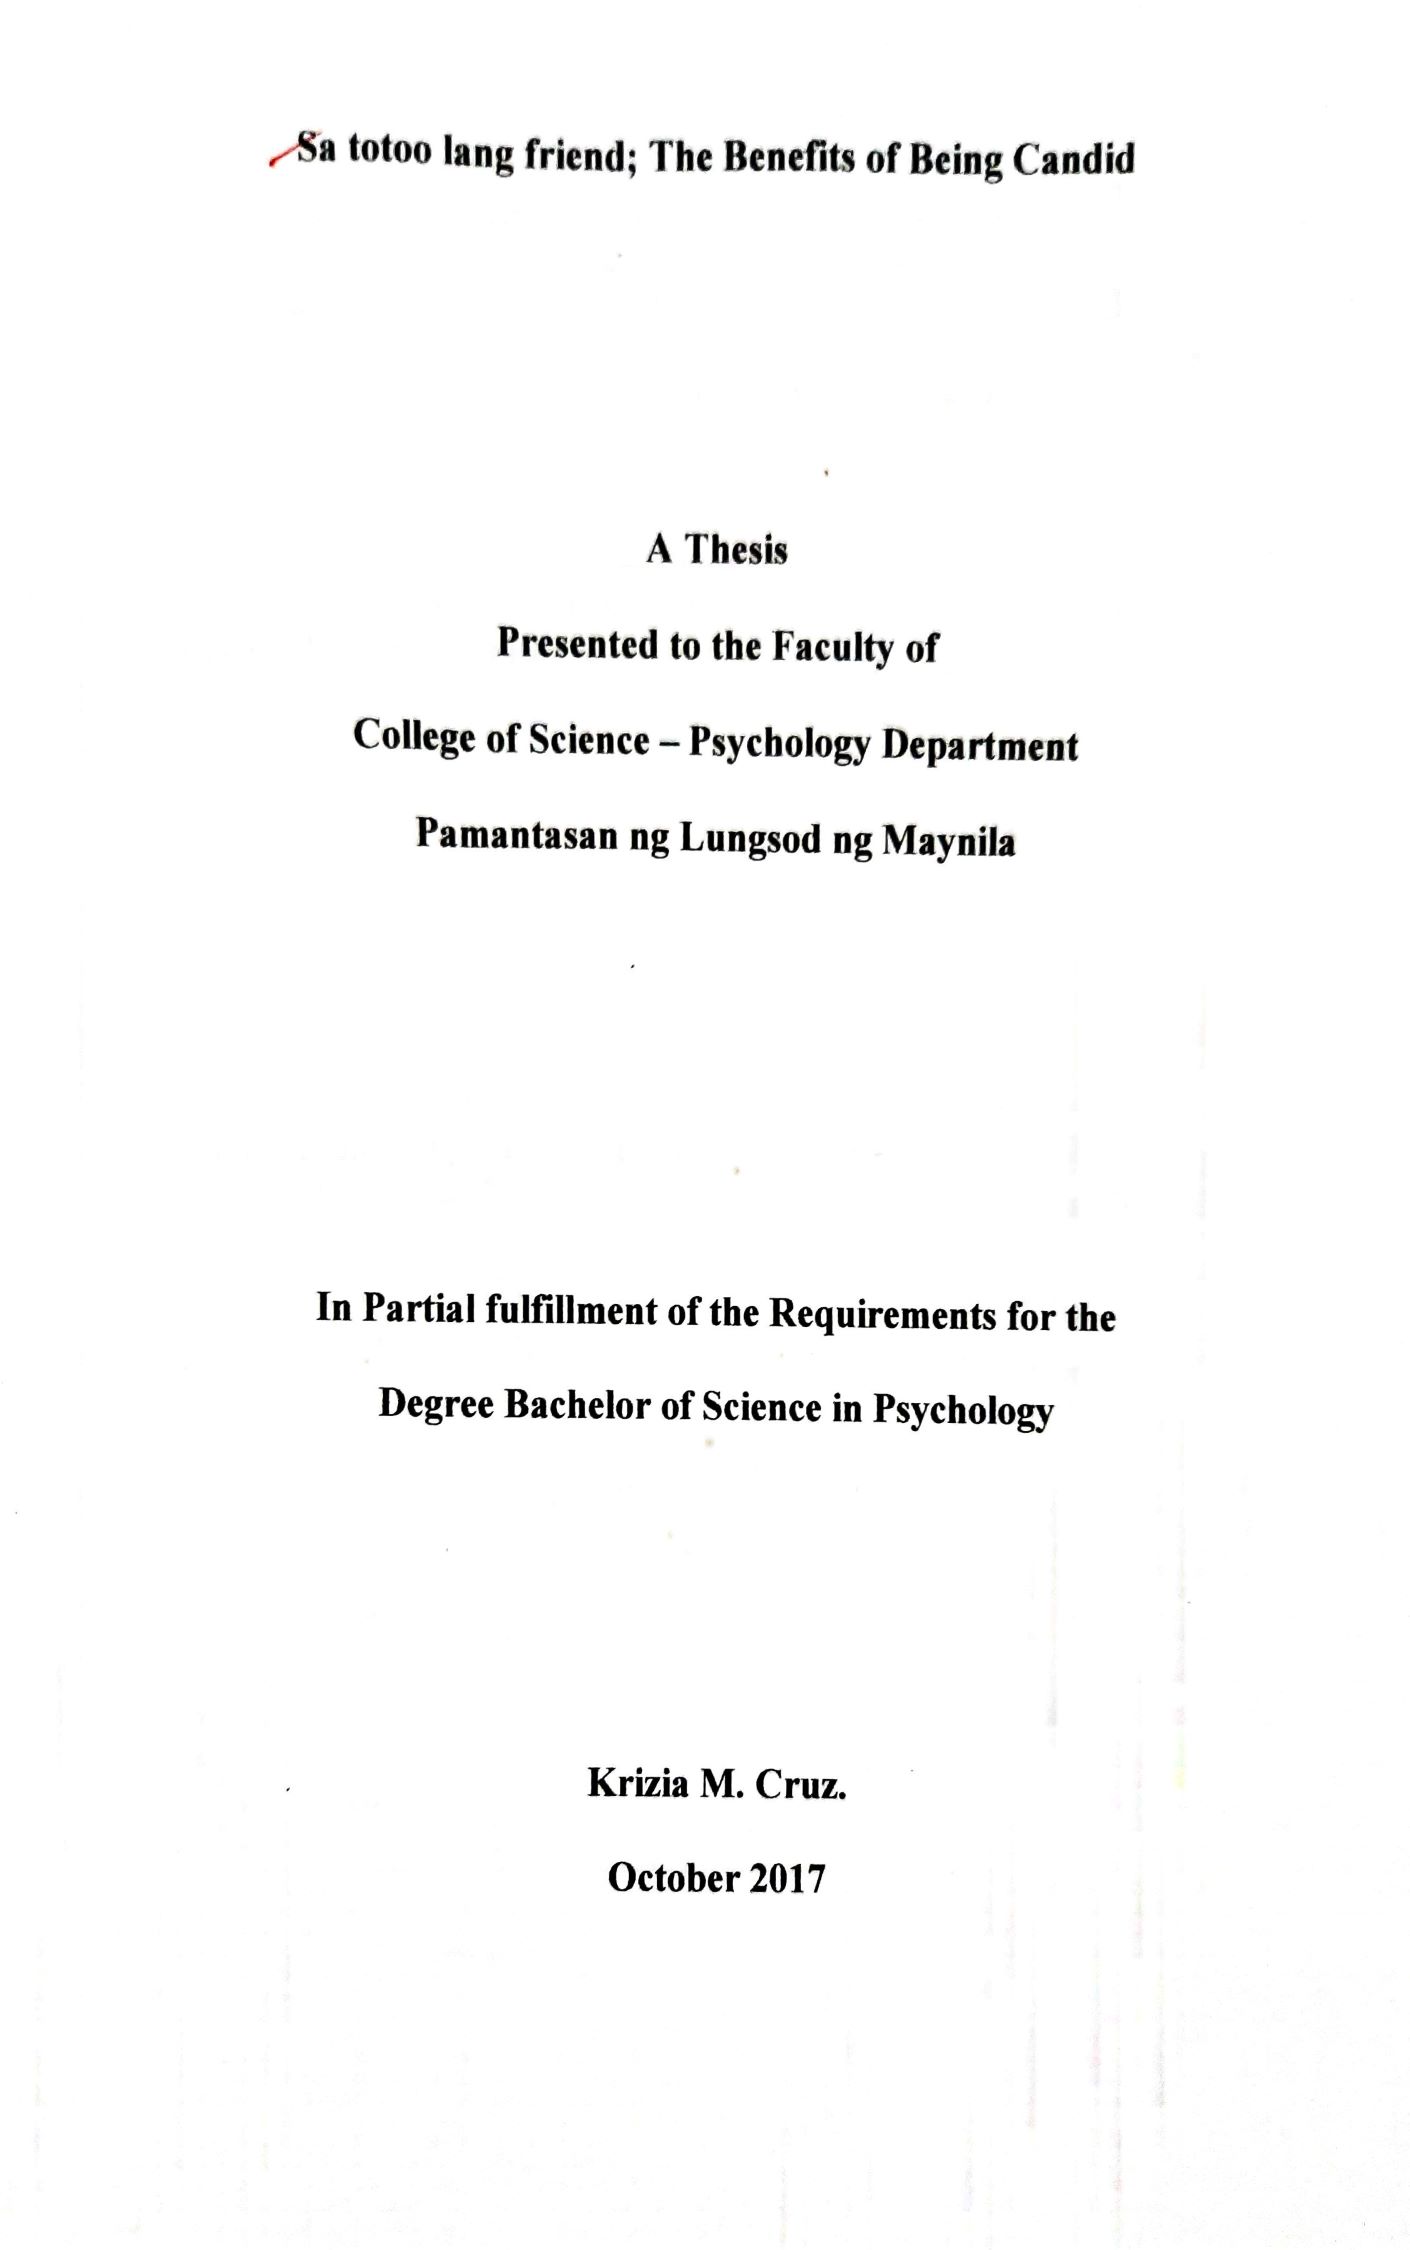 Sa totoo lang friend; The Benefits of Being Candid
A Thesis
Presented to the Faculty of
College of Science – Psychology Department
Pamantasan ng Lungsod ng Maynila
In Partial fulfillment of the Requirements for the
Degree Bachelor of Science in Psychology
Krizia M. Cruz.
October 2017